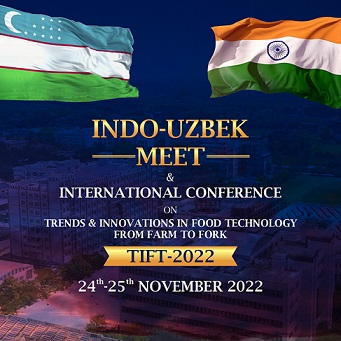 INDO-UZBEK
MEET
&
INTERNATIONAL CONFERENCE
ON
TRENDS & INNOVATIONS IN FOOD TECHNOLOGY
FROM FARM TO FORK
TIFT-2022
24th-25th NOVEMBER 2022